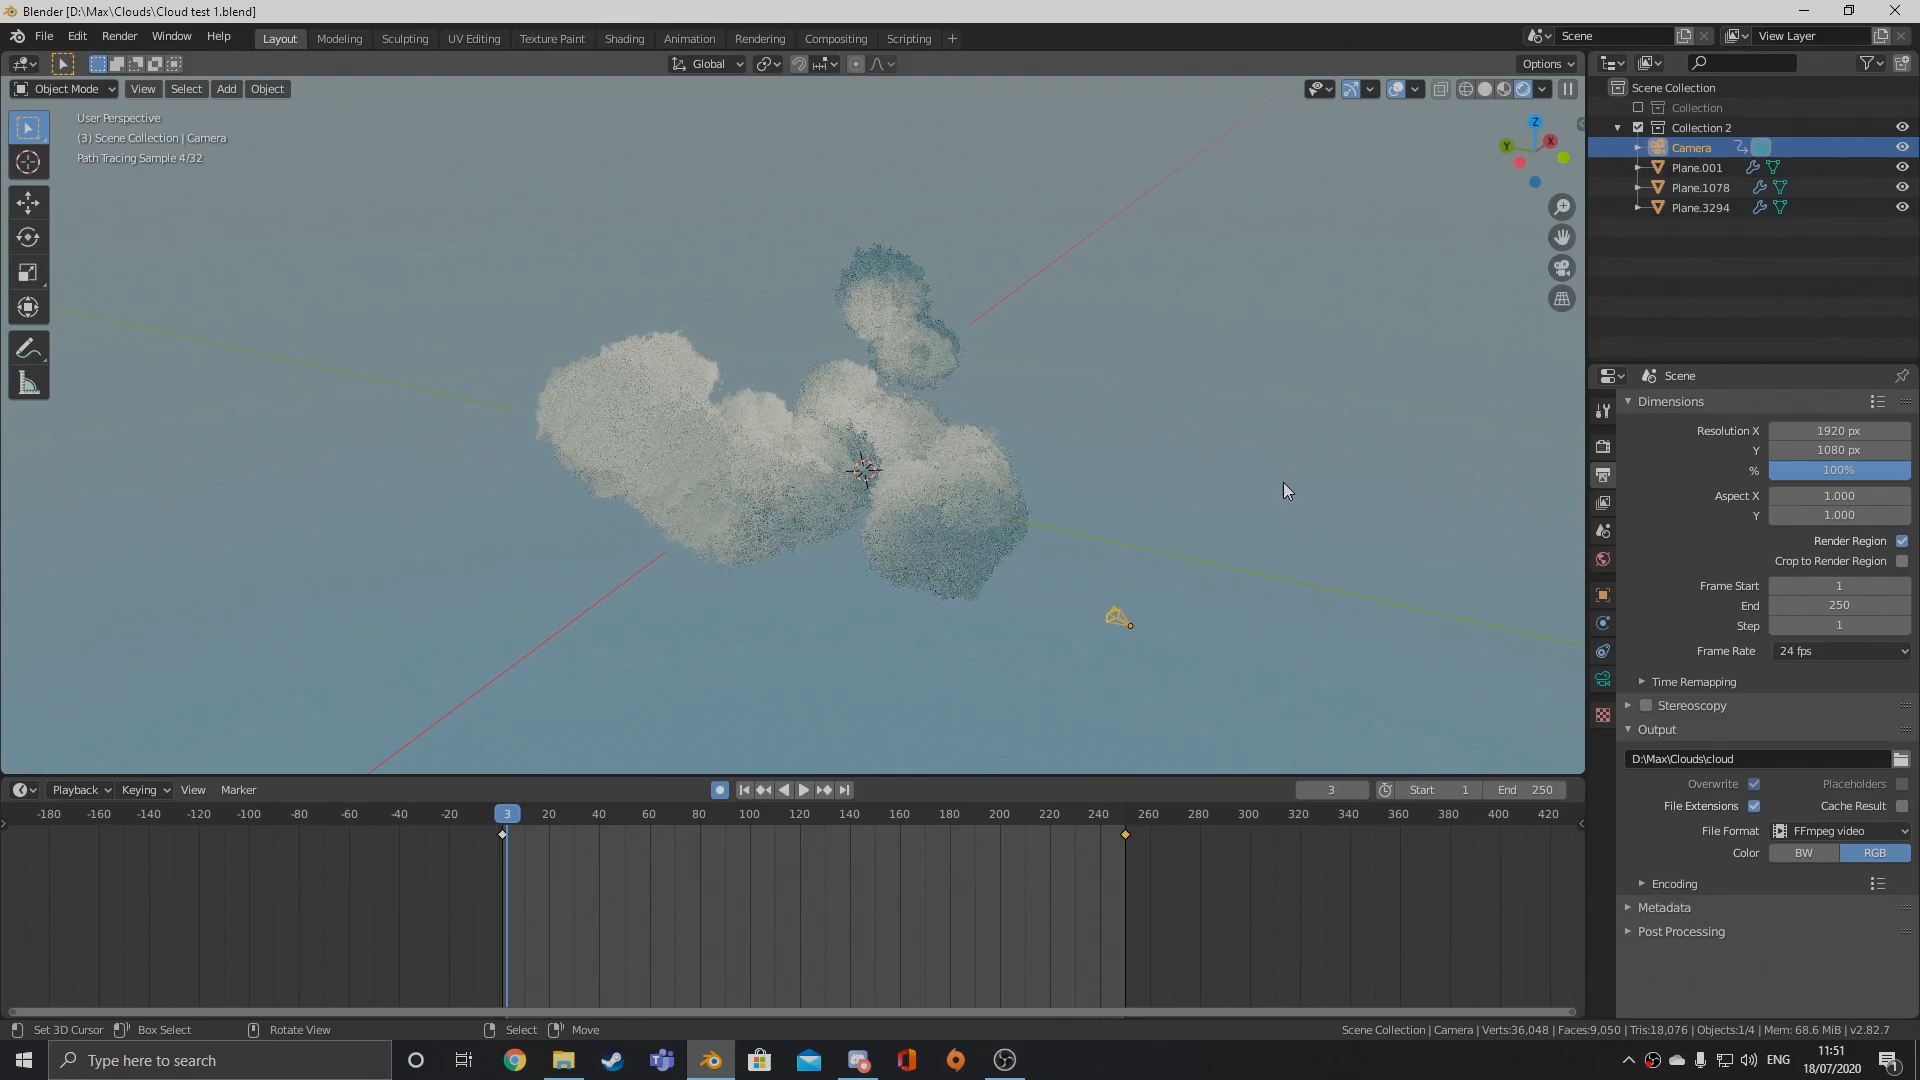 Blender [D:\Max\Clouds\Cloud test 1.blend]
File Edit Render Window Help
Layout Modeling Sculpting UV Editing Texture Paint Shading Animation Rendering Compositing Scripting +
Scene
View Layer
Global
Options
Object Mode View Select Add Object
User Perspective
(3) Scene Collection | Camera
Path Tracing Sample 4/32
Z
X
Y
Scene Collection
Collection
Collection 2
Camera
Plane.001
Plane.1078
Plane.3294
Scene
Dimensions
Resolution X 1920 px
Y 1080 px
% 100%
Aspect X 1.000
Y 1.000
Render Region
Crop to Render Region
Frame Start 1
End 250
Step 1
Frame Rate 24 fps
Time Remapping
Stereoscopy
Output
D:\Max\Clouds\cloud
Overwrite Placeholders
File Extensions Cache Result
File Format FFmpeg video
Color BW RGB
Encoding
Metadata
Post Processing
Playback Keying View Marker
3 Start 1 End 250
-180 -160 -140 -120 -100 -80 -60 -40 -20 3 20 40 60 80 100 120 140 160 180 200 220 240 260 280 300 320 340 360 380 400 420
Set 3D Cursor Box Select Rotate View Select Move
Scene Collection | Camera | Verts:36,048 | Faces:9,050 | Tris:18,076 | Objects:1/4 | Mem: 68.6 MiB | v2.82.7
Type here to search
ENG
11:51
18/07/2020
1